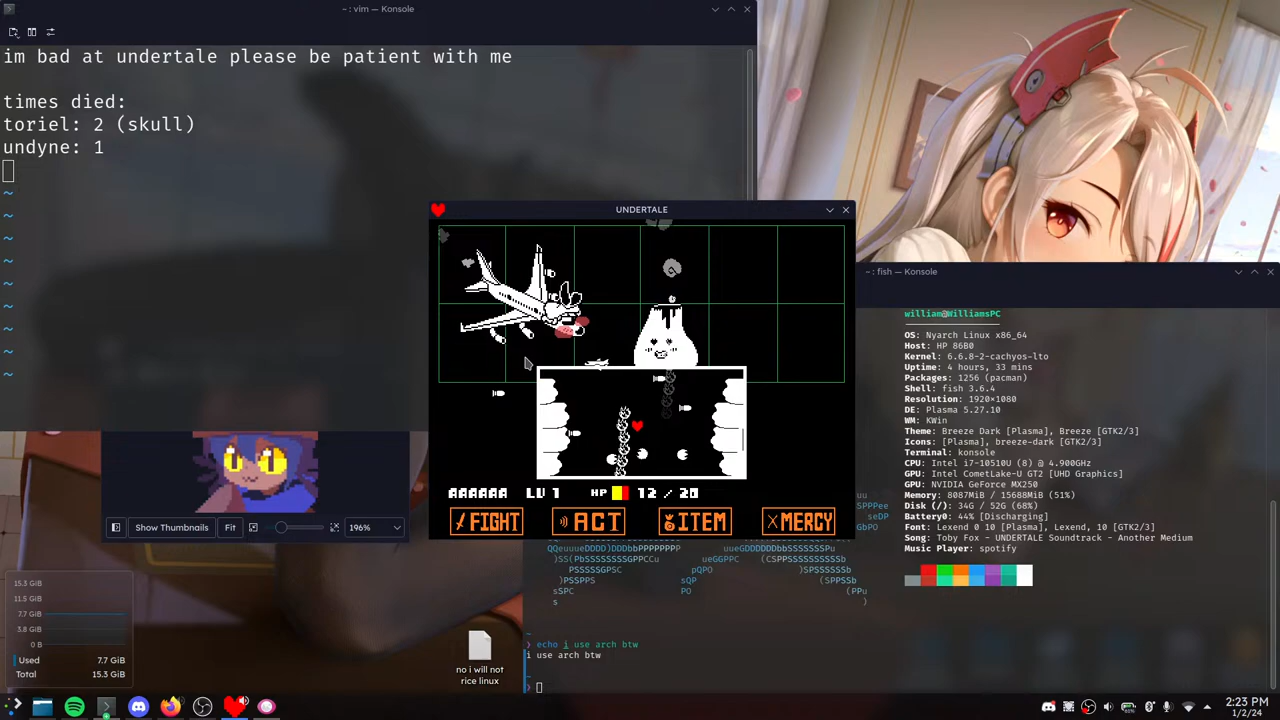 ~ : vim — Konsole
im bad at undertale please be patient with me
times died:
toriel: 2 (skull)
undyne: 1
~
~
~
~
~
~
~
~
~
UNDERTALE
AAAAAA LV 1 HP 12 / 20
FIGHT ACT ITEM MERCY
~ : fish — Konsole
william@WilliamsPC
OS: Nyarch Linux x86_64
Host: HP 86B0
Kernel: 6.6.8-2-cachyos-lto
Uptime: 4 hours, 33 mins
Packages: 1256 (pacman)
Shell: fish 3.6.4
Resolution: 1920×1080
DE: Plasma 5.27.10
WM: KWin
Theme: Breeze Dark [Plasma], Breeze [GTK2/3]
Icons: [Plasma], breeze-dark [GTK2/3]
Terminal: konsole
CPU: Intel i7-10510U (8) @ 4.900GHz
GPU: Intel CometLake-U GT2 [UHD Graphics]
GPU: NVIDIA GeForce MX250
Memory: 8087MiB / 15688MiB (51%)
Disk (/): 34G / 52G (68%)
Battery0: 44% [Discharging]
Font: Lexend 0 10 [Plasma], Lexend, 10 [GTK2/3]
Song: Toby Fox - UNDERTALE Soundtrack - Another Medium
Music Player: spotify
~
❯ echo i use arch btw
i use arch btw
~
❯
Show Thumbnails Fit 196%
15.3 GiB
11.5 GiB
7.7 GiB
3.8 GiB
0 B
Used 7.7 GiB
Total 15.3 GiB
no i will not
rice linux
2:23 PM
1/2/24